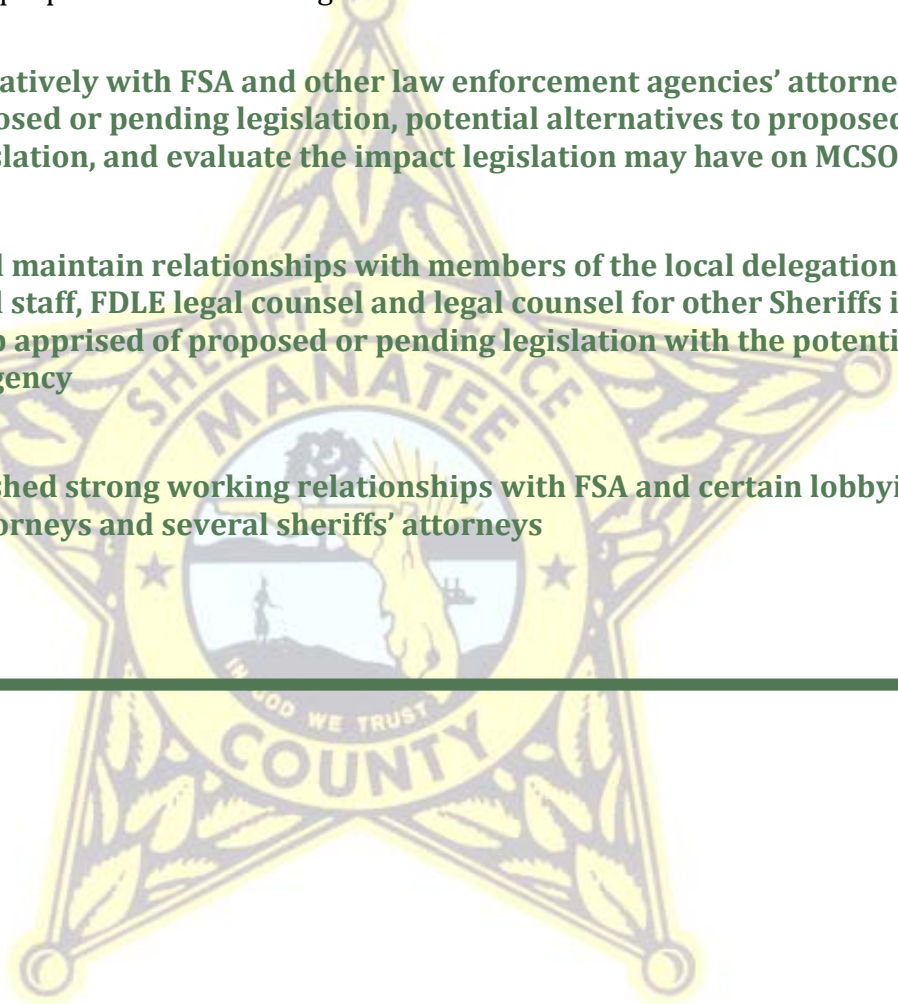 atively with FSA and other law enforcement agencies’ attorne
osed or pending legislation, potential alternatives to proposed
slation, and evaluate the impact legislation may have on MCSO
maintain relationships with members of the local delegation
staff, FDLE legal counsel and legal counsel for other Sheriffs i
apprised of proposed or pending legislation with the potenti
gency
shed strong working relationships with FSA and certain lobbyi
orneys and several sheriffs’ attorneys
SHERIFF'S OFFICE
MANATEE
IN GOD WE TRUST
COUNTY